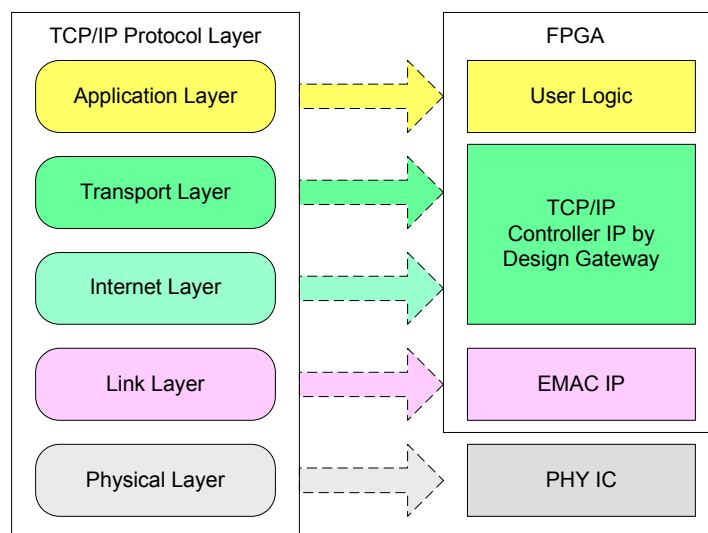 TCP/IP Protocol Layer
Application Layer
Transport Layer
Internet Layer
Link Layer
Physical Layer
FPGA
User Logic
TCP/IP
Controller IP by
Design Gateway
EMAC IP
PHY IC